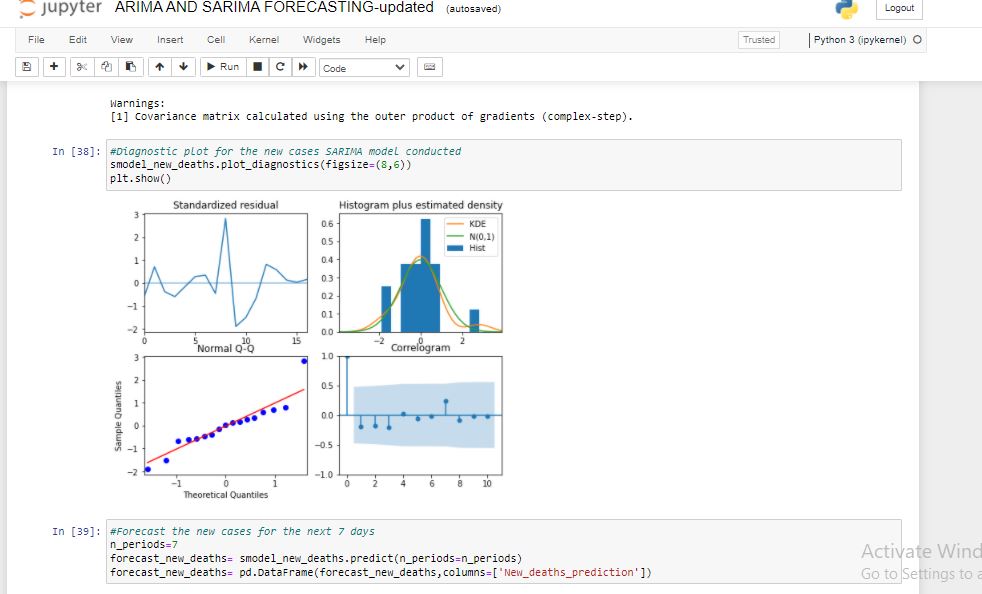 jupyter ARIMA AND SARIMA FORECASTING-updated (autosaved)
Logout
File Edit View Insert Cell Kernel Widgets Help
Trusted
Python 3 (ipykernel)
Run
Code
Warnings:
[1] Covariance matrix calculated using the outer product of gradients (complex-step).
In [38]: #Diagnostic plot for the new cases SARIMA model conducted
smodel_new_deaths.plot_diagnostics(figsize=(8,6))
plt.show()
Standardized residual
3
2
1
0
−1
−2
0 5 10 15
Histogram plus estimated density
KDE
N(0,1)
Hist
0.6
0.5
0.4
0.3
0.2
0.1
0.0
−2 0 2
Normal Q-Q
3
2
1
0
−1
−2
Sample Quantiles
−1 0 1
Theoretical Quantiles
Correlogram
1.0
0.5
0.0
−0.5
−1.0
0 2 4 6 8 10
In [39]: #Forecast the new cases for the next 7 days
n_periods=7
forecast_new_deaths= smodel_new_deaths.predict(n_periods=n_periods)
forecast_new_deaths= pd.DataFrame(forecast_new_deaths,columns=['New_deaths_prediction'])
Activate Wind
Go to Settings to a